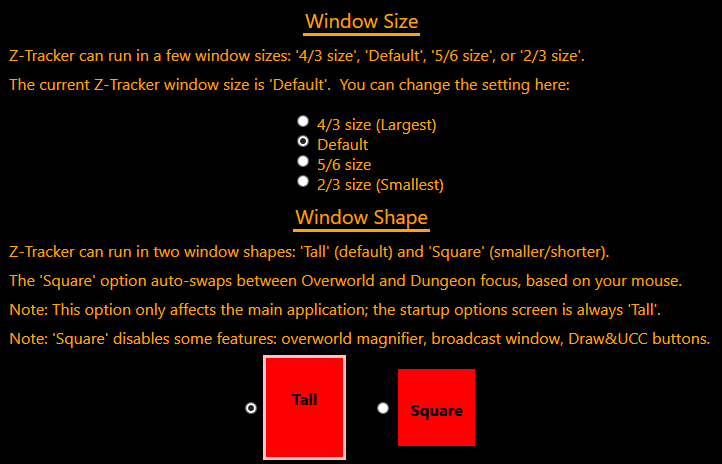 Window Size
Z-Tracker can run in a few window sizes: '4/3 size', 'Default', '5/6 size', or '2/3 size'.
The current Z-Tracker window size is 'Default'.  You can change the setting here:
4/3 size (Largest)
Default
5/6 size
2/3 size (Smallest)
Window Shape
Z-Tracker can run in two window shapes: 'Tall' (default) and 'Square' (smaller/shorter).
The 'Square' option auto-swaps between Overworld and Dungeon focus, based on your mouse.
Note: This option only affects the main application; the startup options screen is always 'Tall'.
Note: 'Square' disables some features: overworld magnifier, broadcast window, Draw&UCC buttons.
Tall
Square